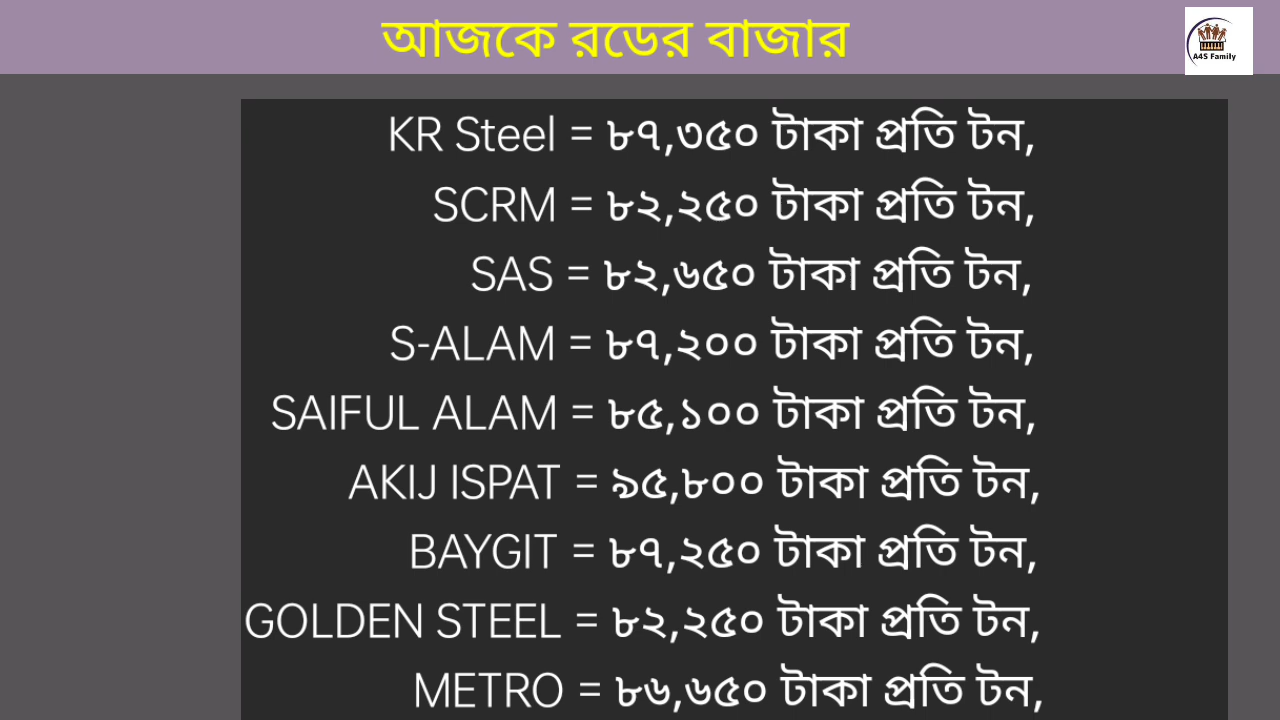 আজকে রডের বাজার
A4S Family
KR Steel = ৮৭,৩৫০ টাকা প্রতি টন,
SCRM = ৮২,২৫০ টাকা প্রতি টন,
SAS = ৮২,৬৫০ টাকা প্রতি টন,
S-ALAM = ৮৭,২০০ টাকা প্রতি টন,
SAIFUL ALAM = ৮৫,১০০ টাকা প্রতি টন,
AKIJ ISPAT = ৯৫,৮০০ টাকা প্রতি টন,
BAYGIT = ৮৭,২৫০ টাকা প্রতি টন,
GOLDEN STEEL = ৮২,২৫০ টাকা প্রতি টন,
METRO = ৮৬,৬৫০ টাকা প্রতি টন,